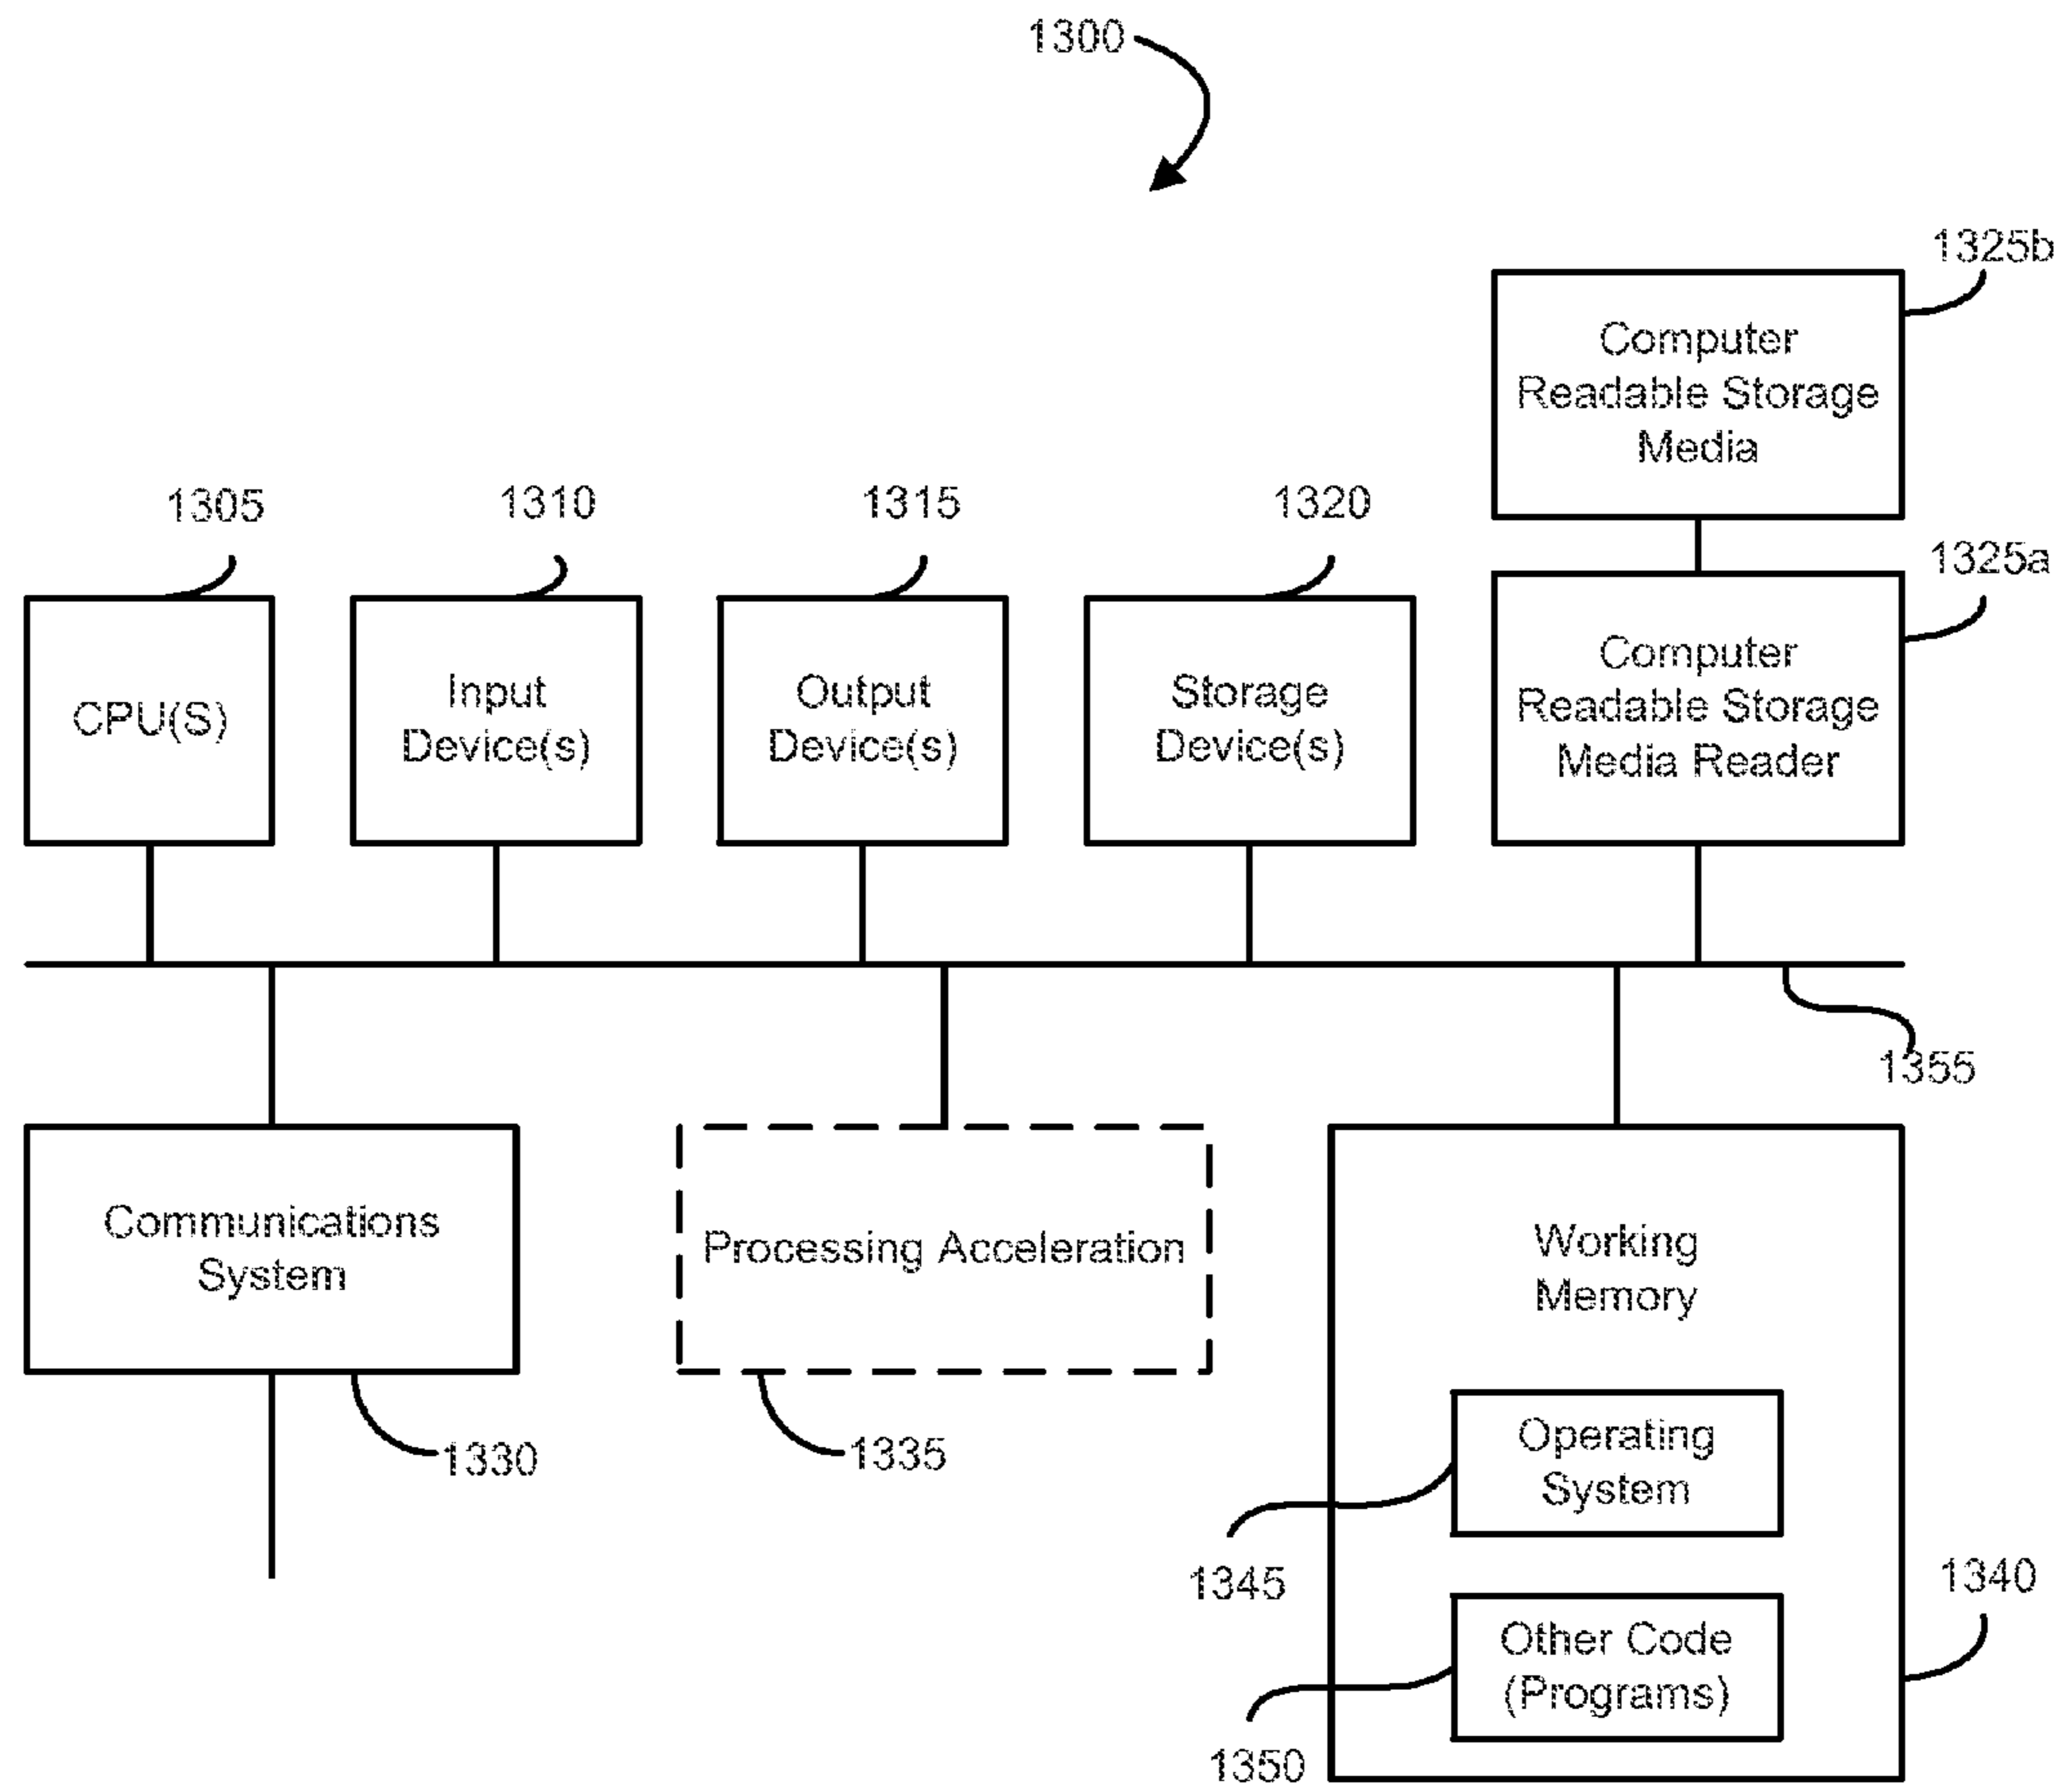 1300
1325b
Computer
Readable Storage
Media
1305
1310
1315
1320
1325a
CPU(S)
Input
Device(s)
Output
Device(s)
Storage
Device(s)
Computer
Readable Storage
Media Reader
1355
Communications
System
Processing Acceleration
Working
Memory
1330
1335
Operating
System
1345
1340
Other Code
(Programs)
1350